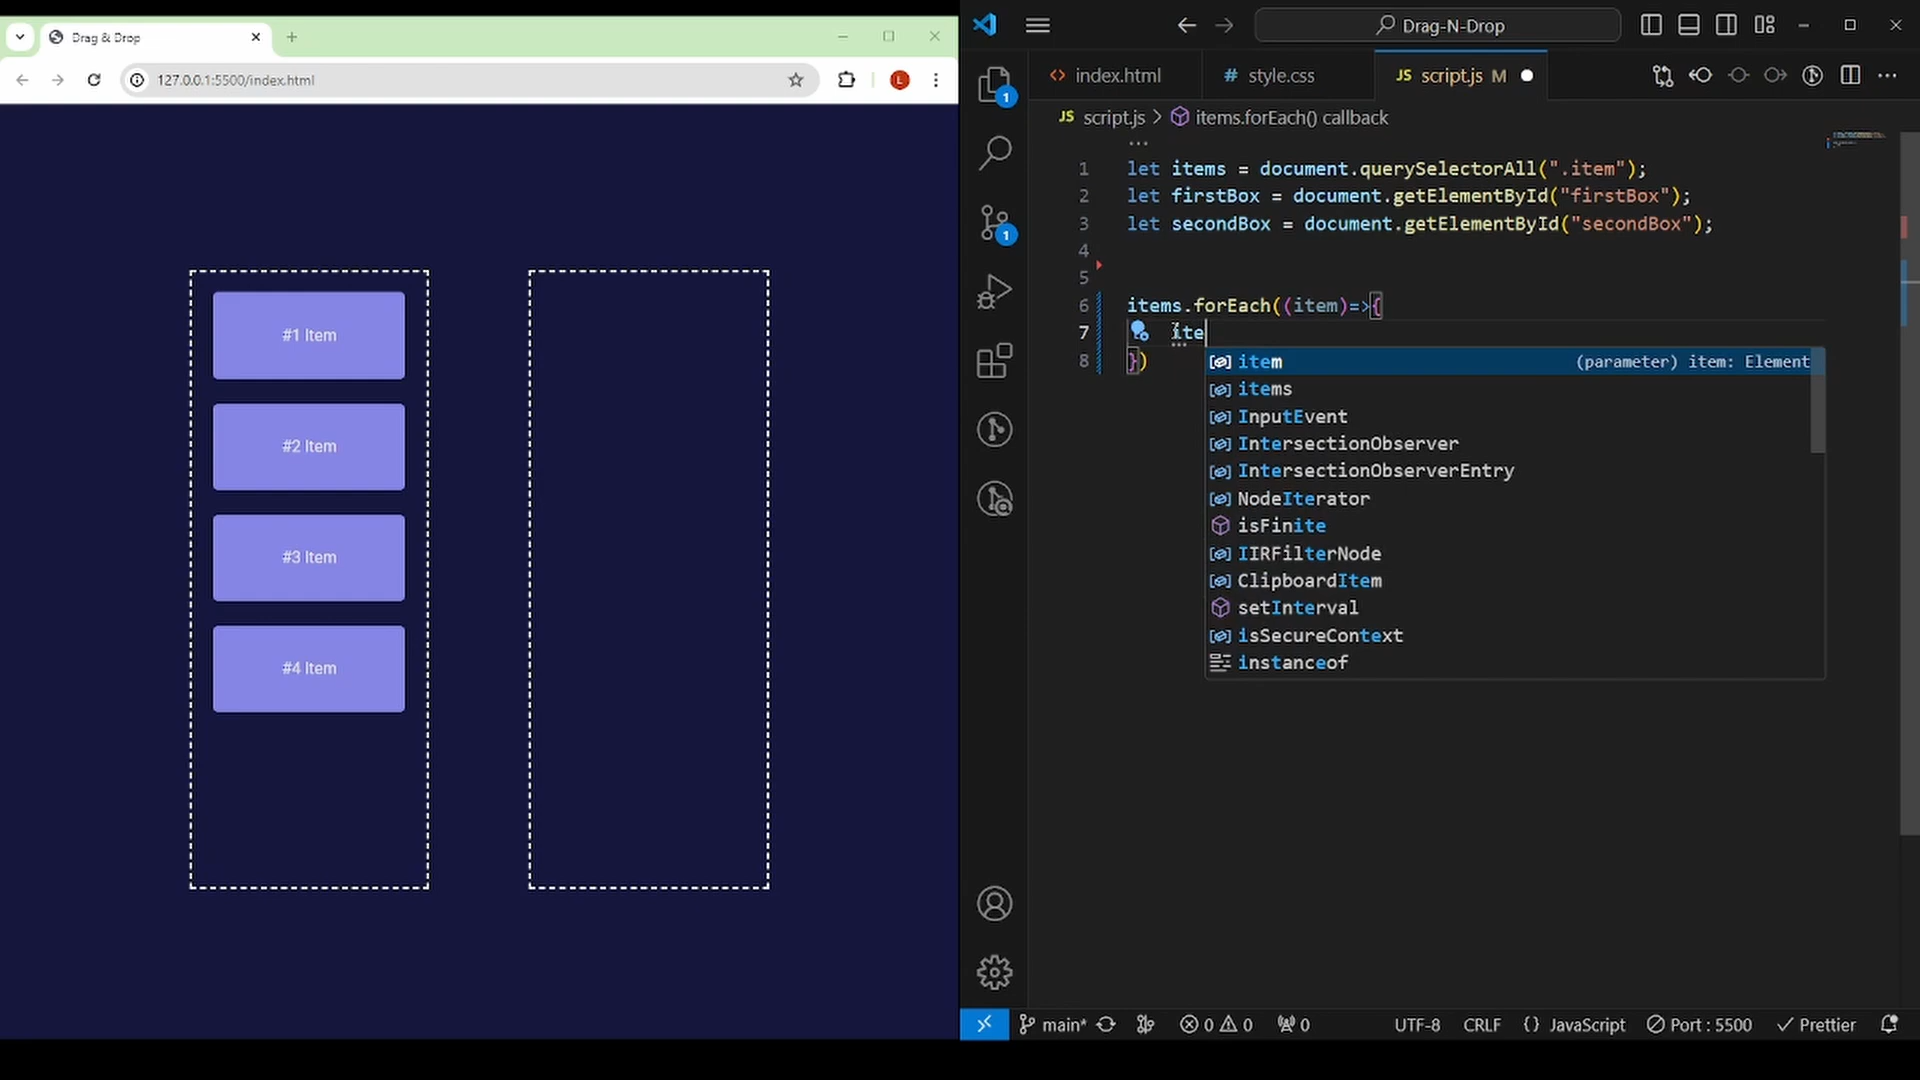 Drag & Drop
127.0.0.1:5500/index.html
L
#1 Item
#2 Item
#3 Item
#4 Item
Drag-N-Drop
index.html
# style.css
JS script.js M
JS script.js > items.forEach() callback
1
1
...
1 let items = document.querySelectorAll(".item");
2 let firstBox = document.getElementById("firstBox");
3 let secondBox = document.getElementById("secondBox");
4
5
6 items.forEach((item)=>{
7 ite
8 })
item (parameter) item: Element
items
InputEvent
IntersectionObserver
IntersectionObserverEntry
NodeIterator
isFinite
IIRFilterNode
ClipboardItem
setInterval
isSecureContext
instanceof
main* 0 0 0 UTF-8 CRLF {} JavaScript Port : 5500 Prettier